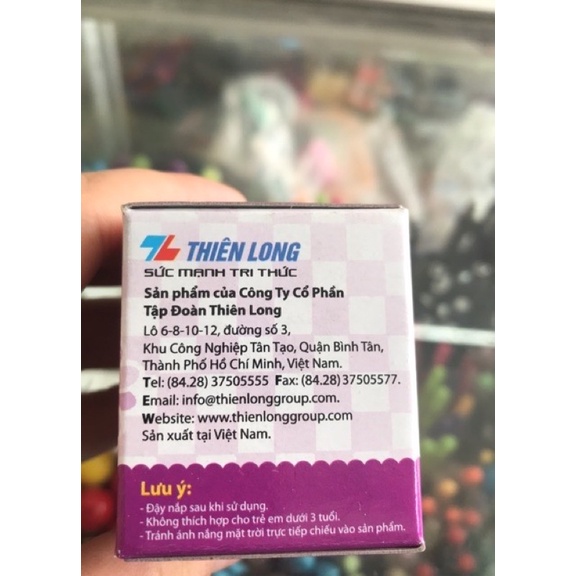 THIÊN LONG
SỨC MẠNH TRI THỨC
Sản phẩm của Công Ty Cổ Phần
Tập Đoàn Thiên Long
Lô 6-8-10-12, đường số 3,
Khu Công Nghiệp Tân Tạo, Quận Bình Tân,
Thành Phố Hồ Chí Minh, Việt Nam.
Tel: (84.28) 37505555 Fax: (84.28) 37505577.
Email: info@thienlonggroup.com.
Website: www.thienlonggroup.com
Sản xuất tại Việt Nam.
Lưu ý:
- Đậy nắp sau khi sử dụng.
- Không thích hợp cho trẻ em dưới 3 tuổi.
- Tránh ánh nắng mặt trời trực tiếp chiếu vào sản phẩm.